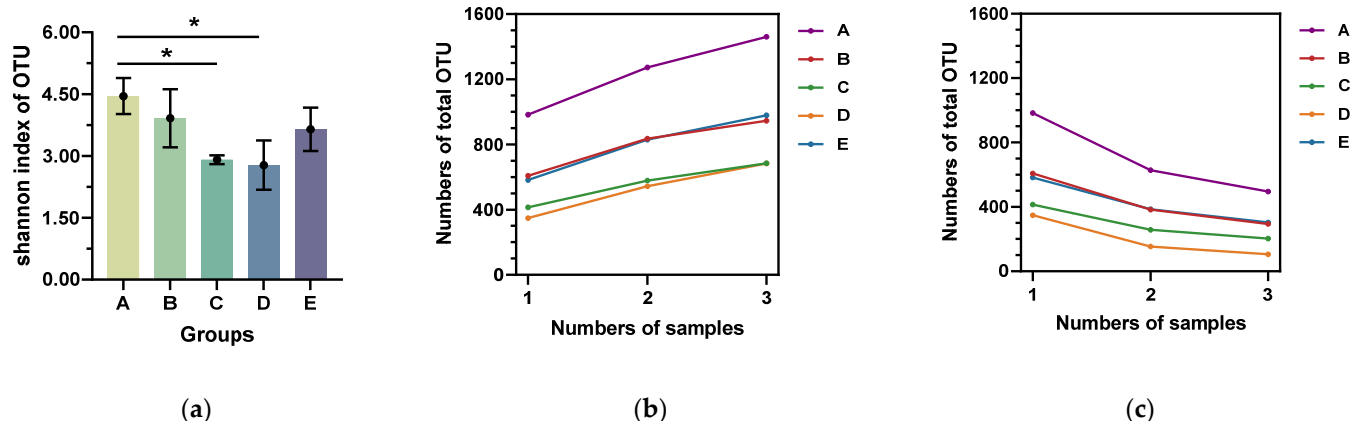 shannon index of OTU
6.00
4.50
3.00
1.50
0.00
*
*
A B C D E
Groups
(a)
Numbers of total OTU
1600
1200
800
400
0
1 2 3
Numbers of samples
A
B
C
D
E
(b)
Numbers of total OTU
1600
1200
800
400
0
1 2 3
Numbers of samples
A
B
C
D
E
(c)